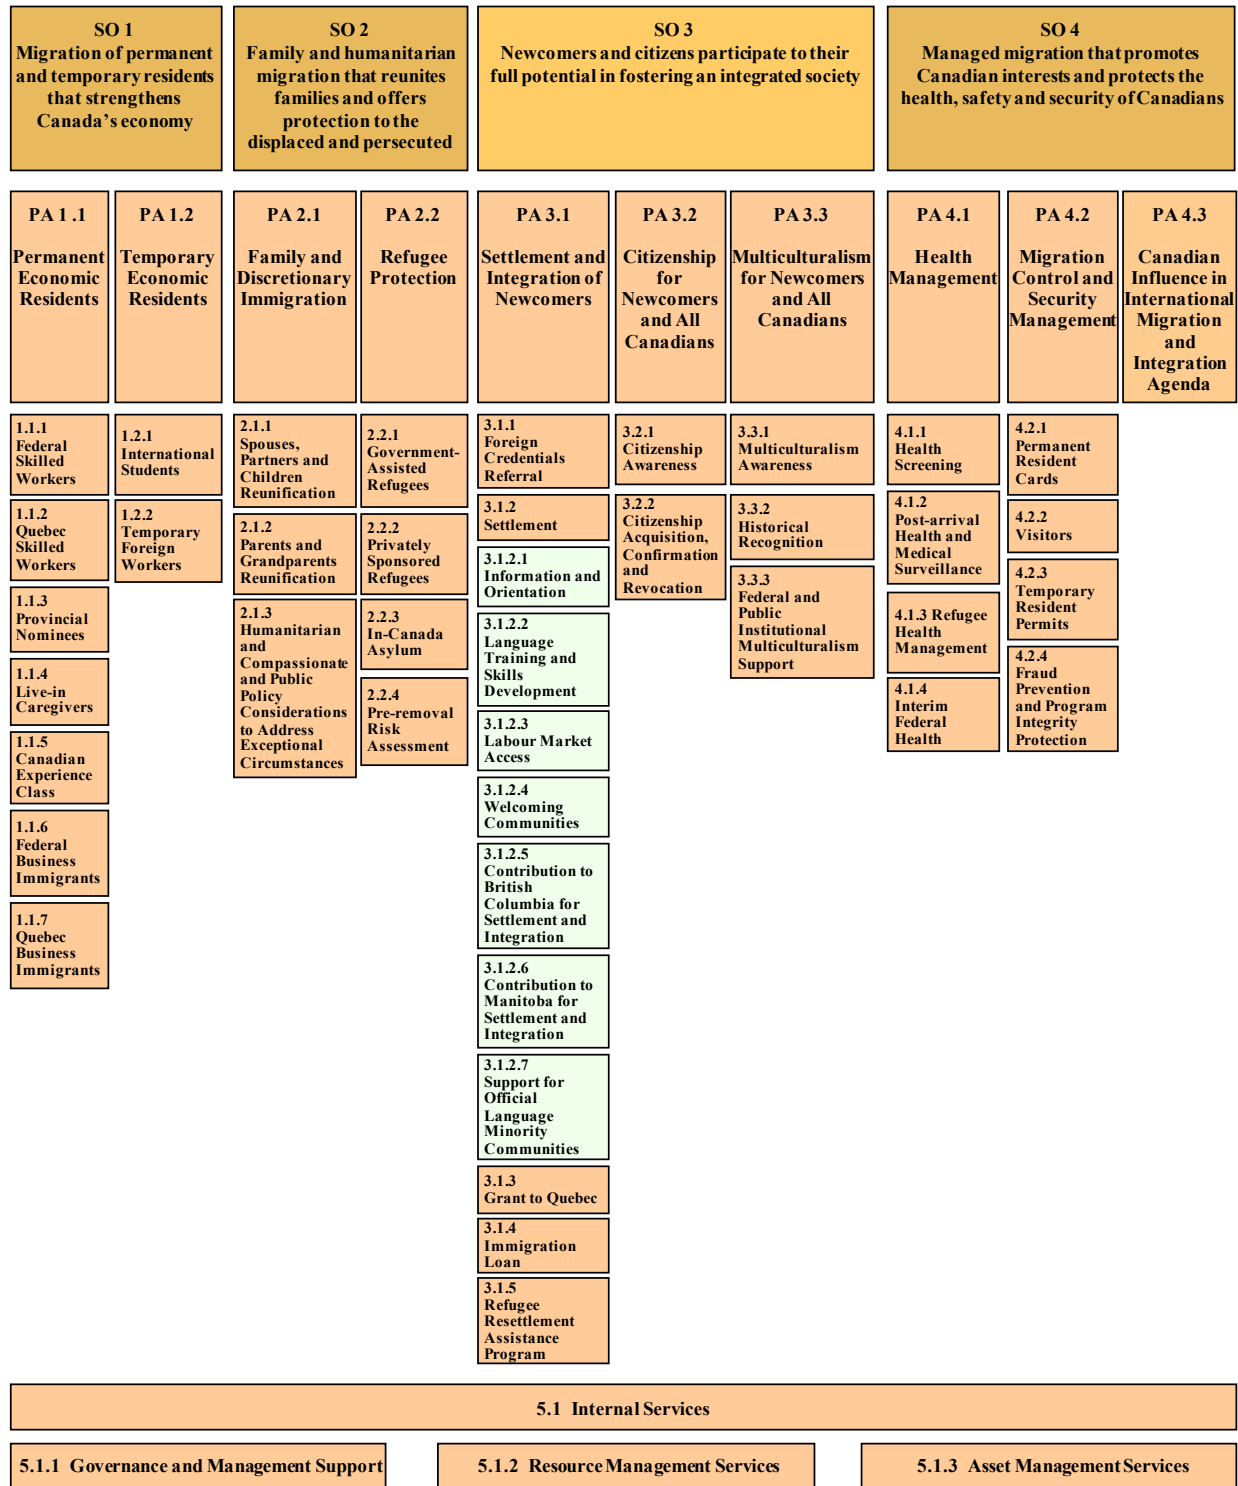 SO 1
Migration of permanent
and temporary residents
that strengthens
Canada's economy
SO 2
Family and humanitarian
migration that reunites
families and offers
protection to the
displaced and persecuted
SO 3
Newcomers and citizens participate to their
full potential in fostering an integrated society
SO 4
Managed migration that promotes
Canadian interests and protects the
health, safety and security of Canadians
PA 1 .1
Permanent
Economic
Residents
PA 1.2
Temporary
Economic
Residents
PA 2.1
Family and
Discretionary
Immigration
PA 2.2
Refugee
Protection
PA 3.1
Settlement and
Integration of
Newcomers
PA 3.2
Citizenship
for
Newcomers
and All
Canadians
PA 3.3
Multiculturalism
for Newcomers
and All
Canadians
PA 4.1
Health
Management
PA 4.2
Migration
Control and
Security
Management
PA 4.3
Canadian
Influence in
International
Migration
and
Integration
Agenda
1.1.1
Federal
Skilled
Workers
1.1.2
Quebec
Skilled
Workers
1.1.3
Provincial
Nominees
1.1.4
Live-in
Caregivers
1.1.5
Canadian
Experience
Class
1.1.6
Federal
Business
Immigrants
1.1.7
Quebec
Business
Immigrants
1.2.1
International
Students
1.2.2
Temporary
Foreign
Workers
2.1.1
Spouses,
Partners and
Children
Reunification
2.1.2
Parents and
Grandparents
Reunification
2.1.3
Humanitarian
and
Compassionate
and Public
Policy
Considerations
to Address
Exceptional
Circumstances
2.2.1
Government-
Assisted
Refugees
2.2.2
Privately
Sponsored
Refugees
2.2.3
In-Canada
Asylum
2.2.4
Pre-removal
Risk
Assessment
3.1.1
Foreign
Credentials
Referral
3.1.2
Settlement
3.1.2.1
Information and
Orientation
3.1.2.2
Language
Training and
Skills
Development
3.1.2.3
Labour Market
Access
3.1.2.4
Welcoming
Communities
3.1.2.5
Contribution to
British
Columbia for
Settlement and
Integration
3.1.2.6
Contribution to
Manitoba for
Settlement and
Integration
3.1.2.7
Support for
Official
Language
Minority
Communities
3.1.3
Grant to Quebec
3.1.4
Immigration
Loan
3.1.5
Refugee
Resettlement
Assistance
Program
3.2.1
Citizenship
Awareness
3.2.2
Citizenship
Acquisition,
Confirmation
and
Revocation
3.3.1
Multiculturalism
Awareness
3.3.2
Historical
Recognition
3.3.3
Federal and
Public
Institutional
Multiculturalism
Support
4.1.1
Health
Screening
4.1.2
Post-arrival
Health and
Medical
Surveillance
4.1.3 Refugee
Health
Management
4.1.4
Interim
Federal
Health
4.2.1
Permanent
Resident
Cards
4.2.2
Visitors
4.2.3
Temporary
Resident
Permits
4.2.4
Fraud
Prevention
and Program
Integrity
Protection
5.1 Internal Services
5.1.1 Governance and Management Support
5.1.2 Resource Management Services
5.1.3 Asset Management Services